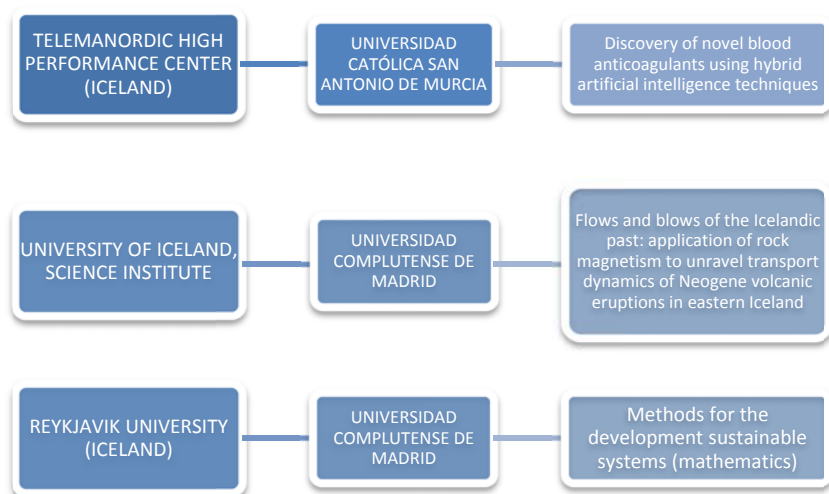 TELEMANORDIC HIGH
PERFORMANCE CENTER
(ICELAND)
UNIVERSIDAD
CATÓLICA SAN
ANTONIO DE MURCIA
Discovery of novel blood
anticoagulants using hybrid
artificial intelligence techniques
UNIVERSITY OF ICELAND,
SCIENCE INSTITUTE
UNIVERSIDAD
COMPLUTENSE DE
MADRID
Flows and blows of the Icelandic
past: application of rock
magnetism to unravel transport
dynamics of Neogene volcanic
eruptions in eastern Iceland
REYKJAVIK UNIVERSITY
(ICELAND)
UNIVERSIDAD
COMPLUTENSE DE
MADRID
Methods for the
development sustainable
systems (mathematics)